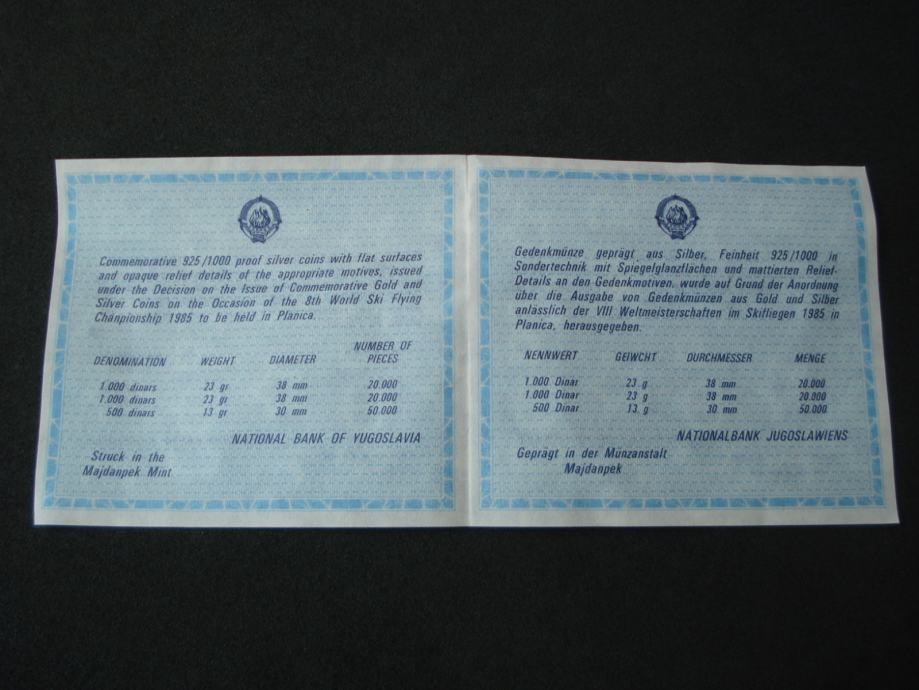 Commemorative 925/1000 proof silver coins with flat surfaces
and opaque relief details of the appropriate motives, issued
under the Decision on the Issue of Commemorative Gold and
Silver Coins on the Occasion of the 8th World Ski Flying
Chanpionship 1985 to be held in Planica.
DENOMINATION WEIGHT DIAMETER NUMBER OF
PIECES
1.000 dinars 23 gr 38 mm 20.000
1.000 dinars 23 gr 38 mm 20.000
500 dinars 13 gr 30 mm 50.000
NATIONAL BANK OF YUGOSLAVIA
Struck in the
Majdanpek Mint
Gedenkmünze geprägt aus Silber, Feinheit 925/1000 in
Sondertechnik mit Spiegelglanzflächen und mattierten Relief-
Details an den Gedenkmotiven, wurde auf Grund der Anordnung
über die Ausgabe von Gedenkmünzen aus Gold und Silber
anlässlich der VIII Weltmeisterschaften im Skifliegen 1985 in
Planica, herausgegeben.
NENNWERT GEIWCHT DURCHMESSER MENGE
1.000 Dinar 23 g 38 mm 20.000
1.000 Dinar 23 g 38 mm 20.000
500 Dinar 13 g 30 mm 50.000
NATIONALBANK JUGOSLAWIENS
Geprägt in der Münzanstalt
Majdanpek